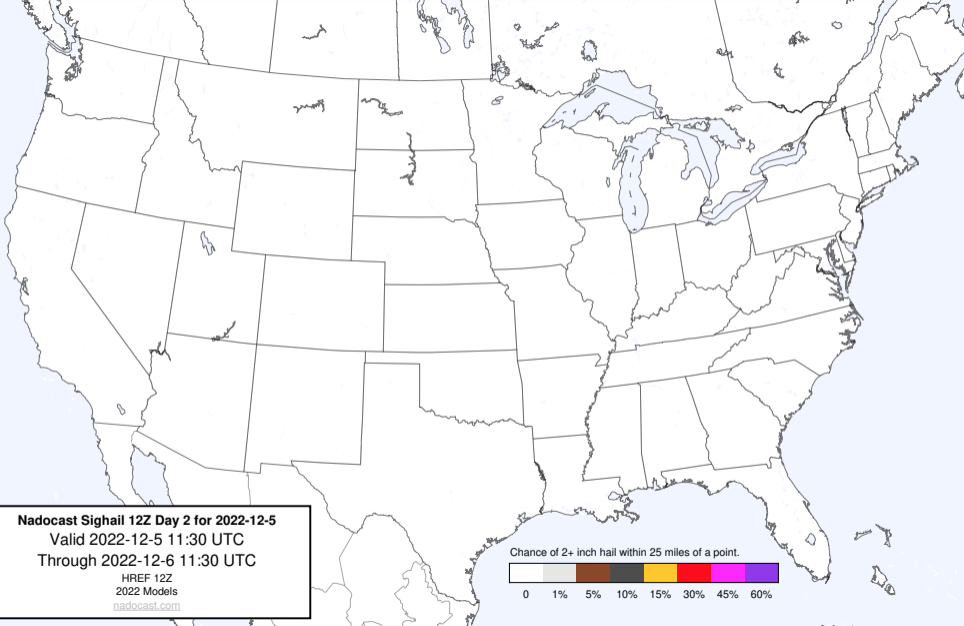 Nadocast Sighail 12Z Day 2 for 2022-12-5
Valid 2022-12-5 11:30 UTC
Through 2022-12-6 11:30 UTC
HREF 12Z
2022 Models
nadocast.com
Chance of 2+ inch hail within 25 miles of a point.
0 1% 5% 10% 15% 30% 45% 60%